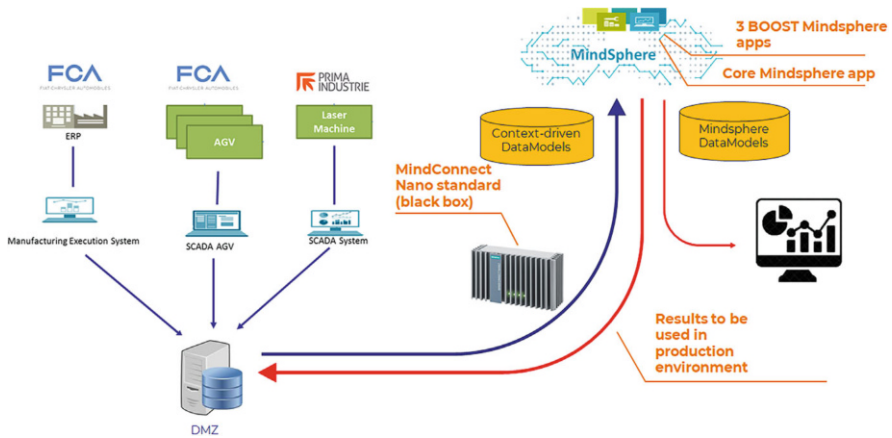 3 BOOST Mindsphere
apps
Core Mindsphere app
MindSphere
FCA
FIAT CHRYSLER AUTOMOBILES
FCA
FIAT CHRYSLER AUTOMOBILES
PRIMA
INDUSTRIE
ERP
AGV
Laser
Machine
Context-driven
DataModels
Mindsphere
DataModels
MindConnect
Nano standard
(black box)
Manufacturing Execution System
SCADA AGV
SCADA System
Results to be
used in
production
environment
DMZ